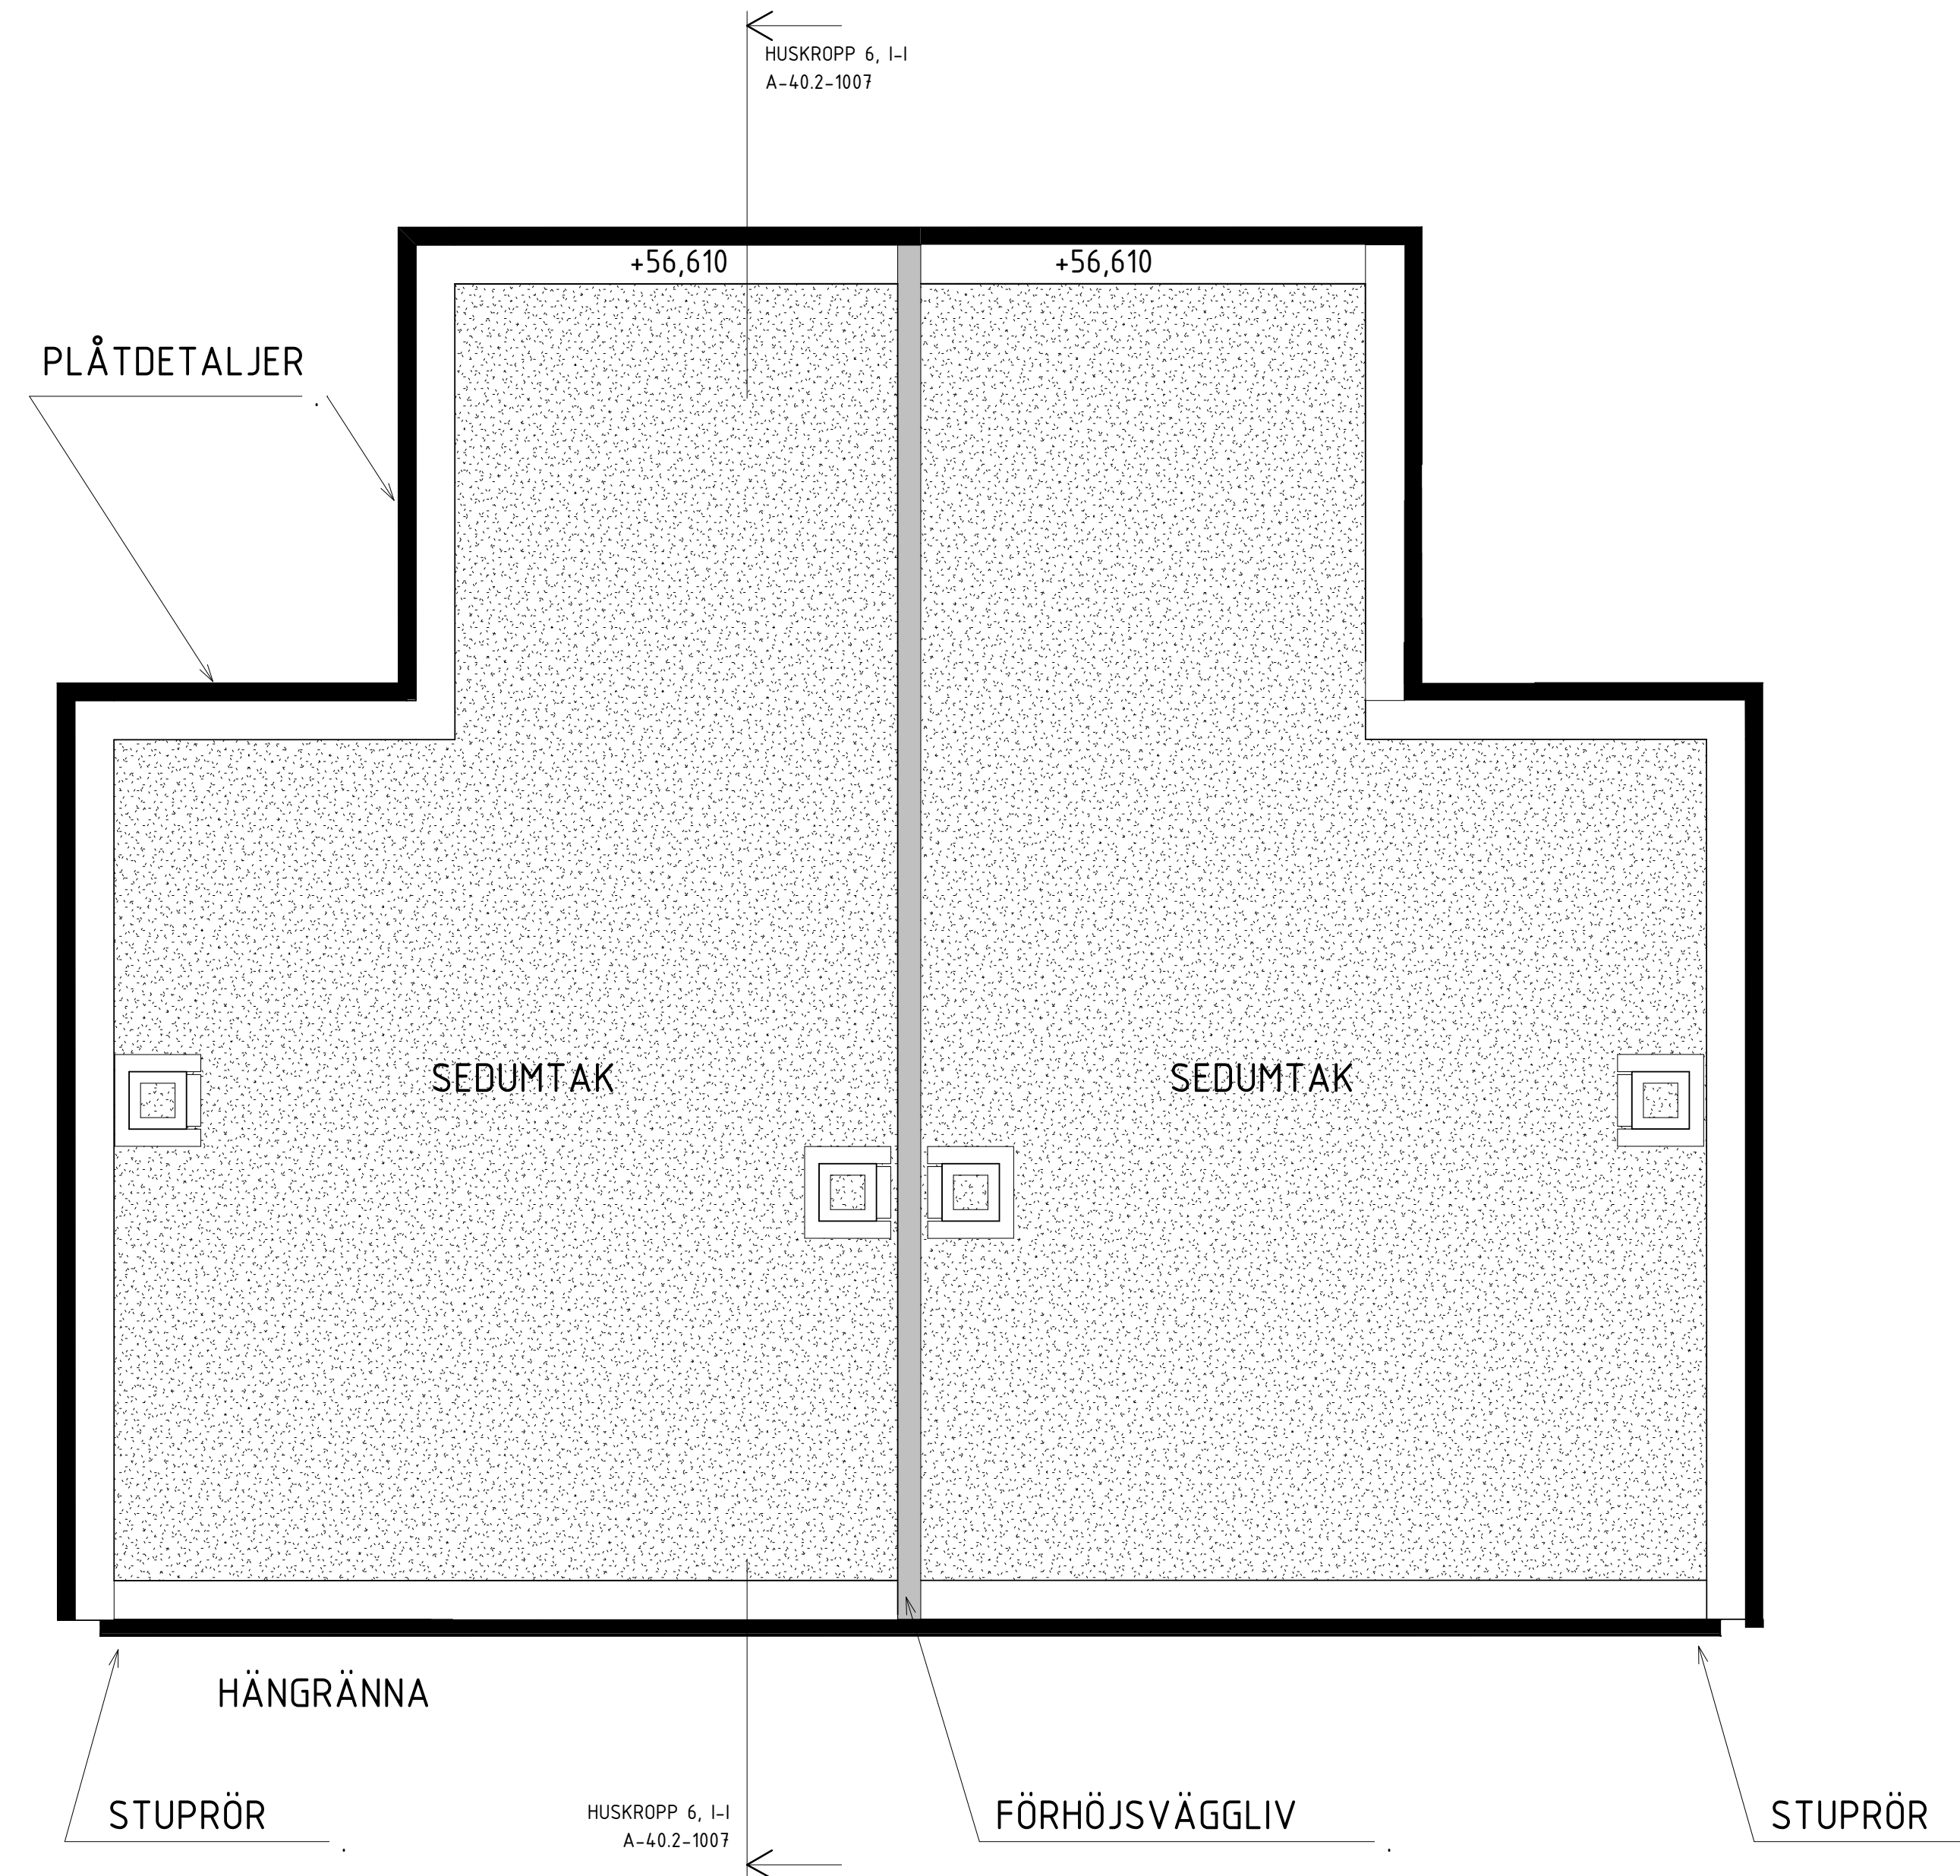 HUSKROPP 6, I-I
A-40.2-1007
+56,610
+56,610
PLÅTDETALJER
SEDUMTAK
SEDUMTAK
HÄNGRÄNNA
STUPRÖR
HUSKROPP 6, I-I
A-40.2-1007
FÖRHÖJSVÄGGLIV
STUPRÖR